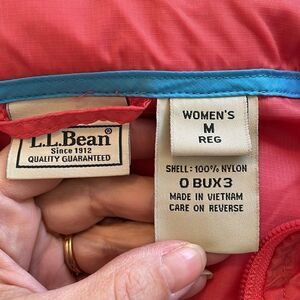 L.L.Bean®
Since 1912
QUALITY GUARANTEED
WOMEN'S
M
REG
SHELL: 100% NYLON
0 BUX3
MADE IN VIETNAM
CARE ON REVERSE